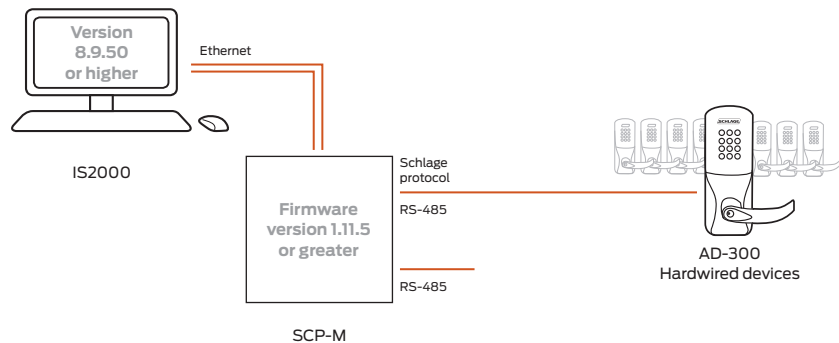 Version
8.9.50
or higher
Ethernet
IS2000
Firmware
version 1.11.5
or greater
Schlage
protocol
RS-485
RS-485
SCP-M
SCHLAGE
AD-300
Hardwired devices